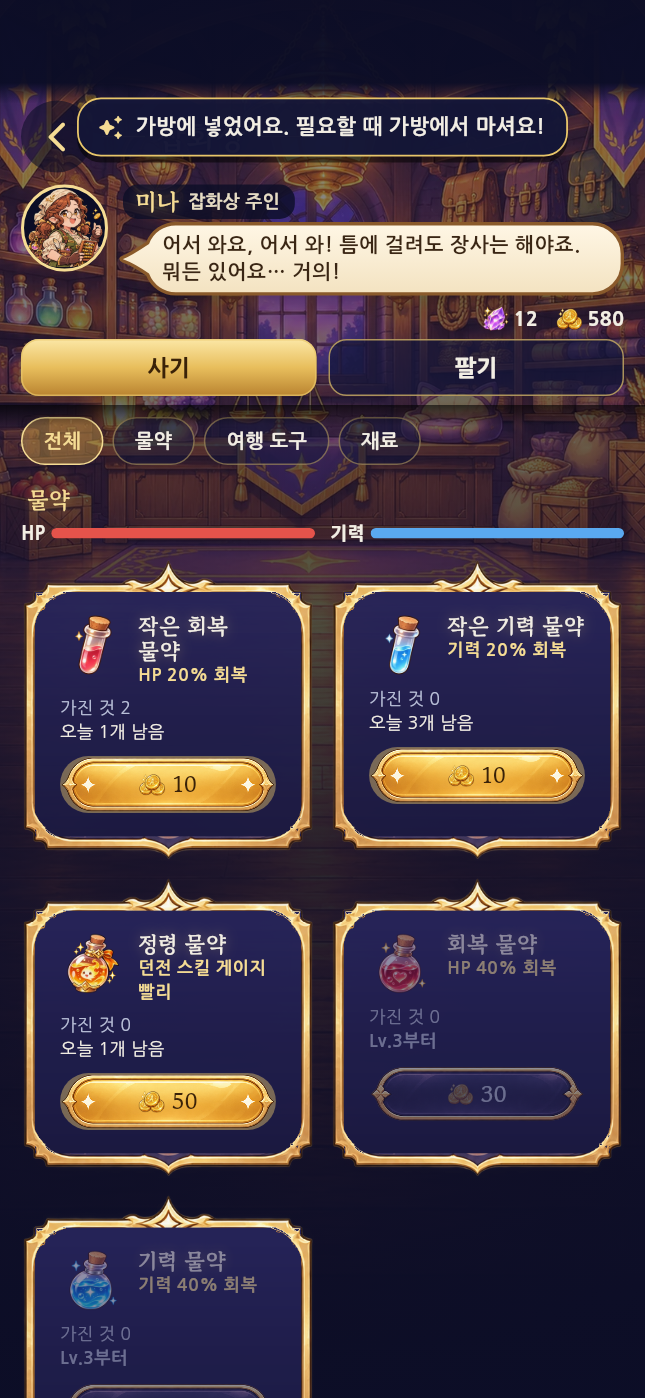 가방에 넣었어요. 필요할 때 가방에서 마셔요!
미나 잡화상 주인
어서 와요, 어서 와! 틈에 걸려도 장사는 해야죠.
뭐든 있어요… 거의!
12 580
사기 팔기
전체 물약 여행 도구 재료
물약
HP 기력
작은 회복
물약
HP 20% 회복
가진 것 2
오늘 1개 남음
10
작은 기력 물약
기력 20% 회복
가진 것 0
오늘 3개 남음
10
정령 물약
던전 스킬 게이지
빨리
가진 것 0
오늘 1개 남음
50
회복 물약
HP 40% 회복
가진 것 0
Lv.3부터
30
기력 물약
기력 40% 회복
가진 것 0
Lv.3부터